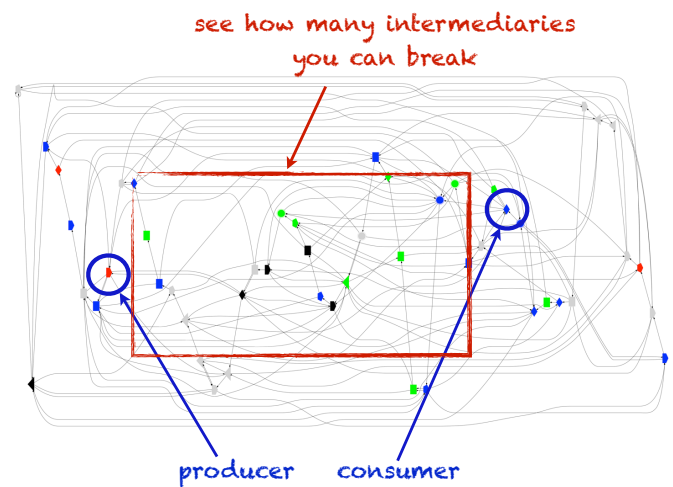 see how many intermediaries
you can break
producer
consumer